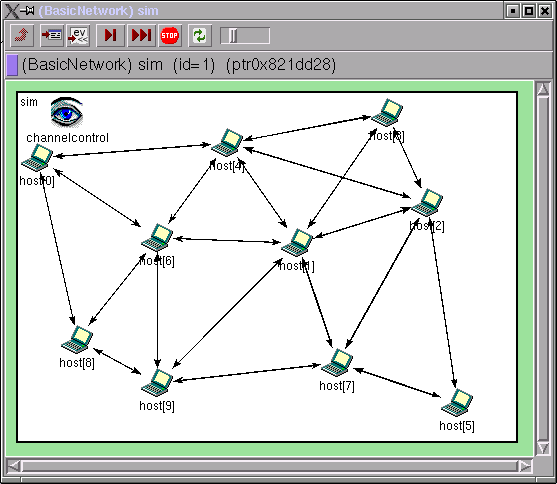 (BasicNetwork) sim
ev
STOP
(BasicNetwork) sim (id=1) (ptr0x821dd28)
sim
channelcontrol
host[3]
host[4]
host[0]
host[2]
host[6]
host[1]
host[8]
host[7]
host[9]
host[5]